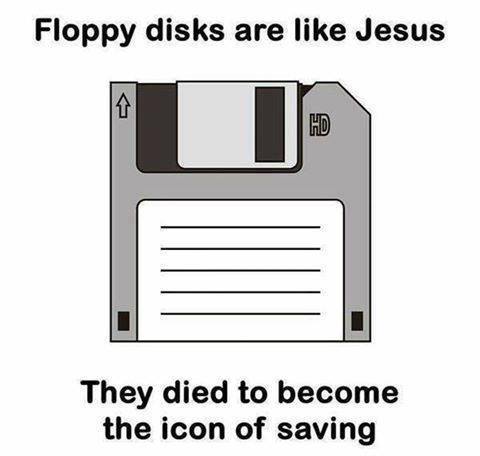 Floppy disks are like Jesus
HD
They died to become
the icon of saving